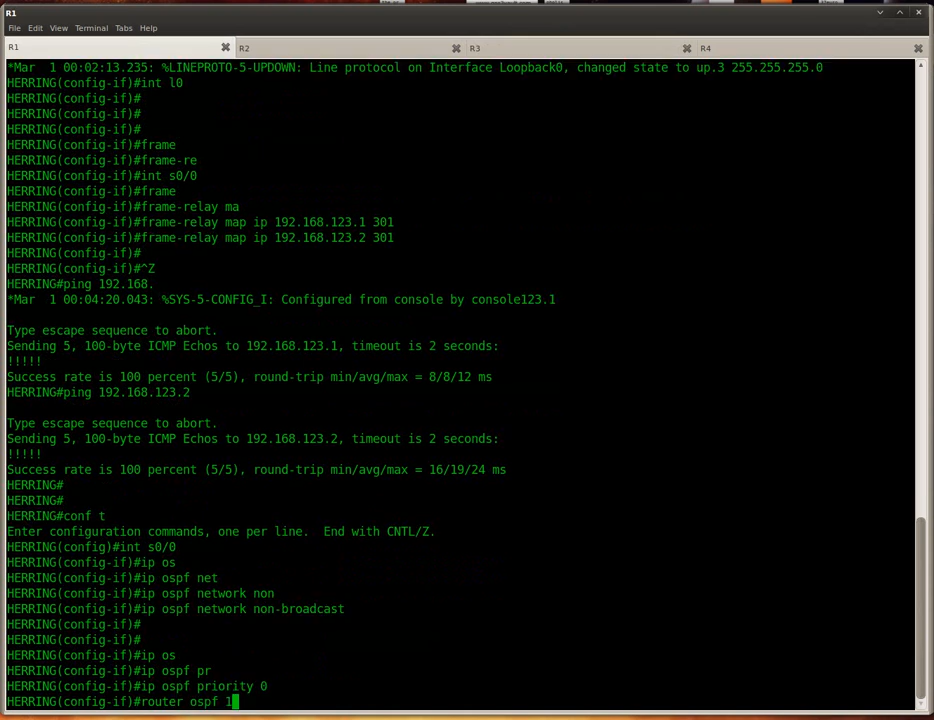 R1
File Edit View Terminal Tabs Help
R1 R2 R3 R4
*Mar  1 00:02:13.235: %LINEPROTO-5-UPDOWN: Line protocol on Interface Loopback0, changed state to up.3 255.255.255.0
HERRING(config-if)#int l0
HERRING(config-if)#
HERRING(config-if)#
HERRING(config-if)#
HERRING(config-if)#frame
HERRING(config-if)#frame-re
HERRING(config-if)#int s0/0
HERRING(config-if)#frame
HERRING(config-if)#frame-relay ma
HERRING(config-if)#frame-relay map ip 192.168.123.1 301
HERRING(config-if)#frame-relay map ip 192.168.123.2 301
HERRING(config-if)#
HERRING(config-if)#^Z
HERRING#ping 192.168.
*Mar  1 00:04:20.043: %SYS-5-CONFIG_I: Configured from console by console123.1
Type escape sequence to abort.
Sending 5, 100-byte ICMP Echos to 192.168.123.1, timeout is 2 seconds:
!!!!!
Success rate is 100 percent (5/5), round-trip min/avg/max = 8/8/12 ms
HERRING#ping 192.168.123.2
Type escape sequence to abort.
Sending 5, 100-byte ICMP Echos to 192.168.123.2, timeout is 2 seconds:
!!!!!
Success rate is 100 percent (5/5), round-trip min/avg/max = 16/19/24 ms
HERRING#
HERRING#
HERRING#conf t
Enter configuration commands, one per line.  End with CNTL/Z.
HERRING(config)#int s0/0
HERRING(config-if)#ip os
HERRING(config-if)#ip ospf net
HERRING(config-if)#ip ospf network non
HERRING(config-if)#ip ospf network non-broadcast
HERRING(config-if)#
HERRING(config-if)#
HERRING(config-if)#ip os
HERRING(config-if)#ip ospf pr
HERRING(config-if)#ip ospf priority 0
HERRING(config-if)#router ospf 1